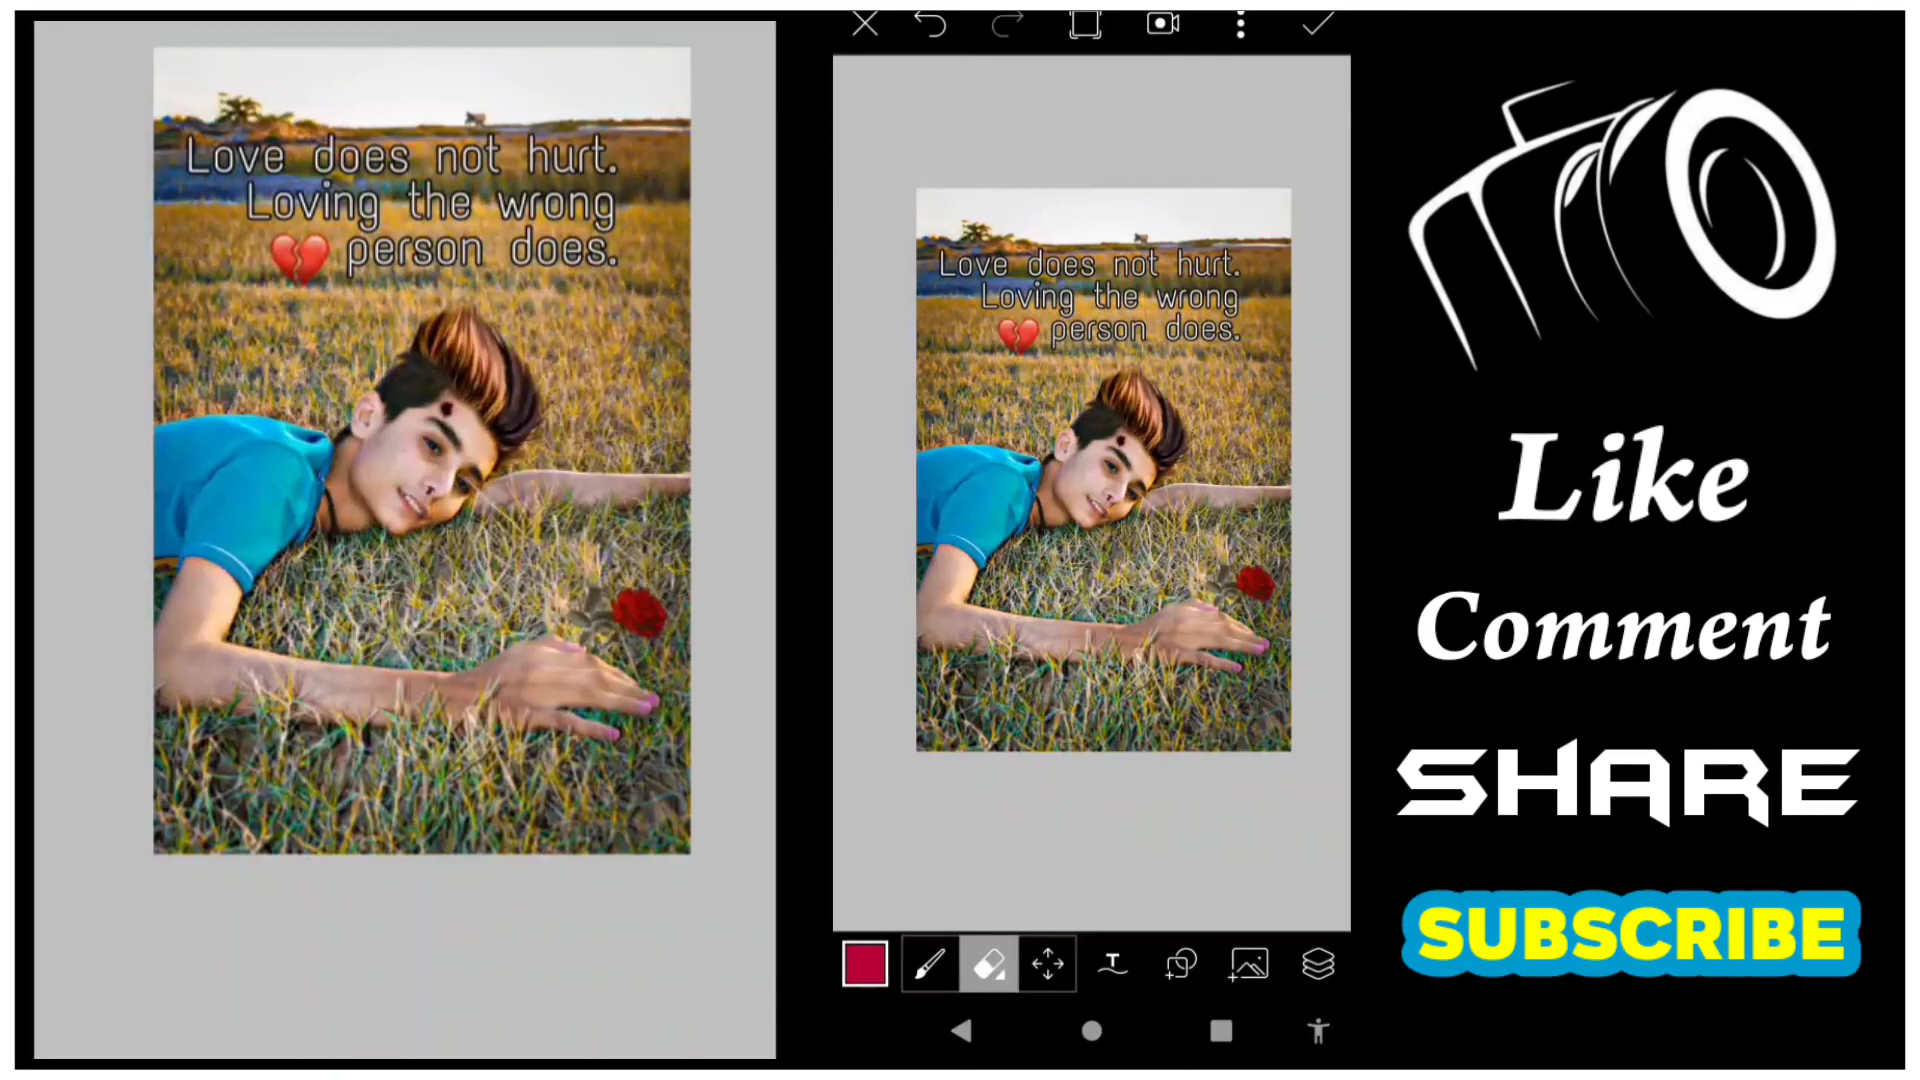 Love does not hurt.
Loving the wrong
💔 person does.
Love does not hurt.
Loving the wrong
💔 person does.
T
Like
Comment
SHARE
SUBSCRIBE